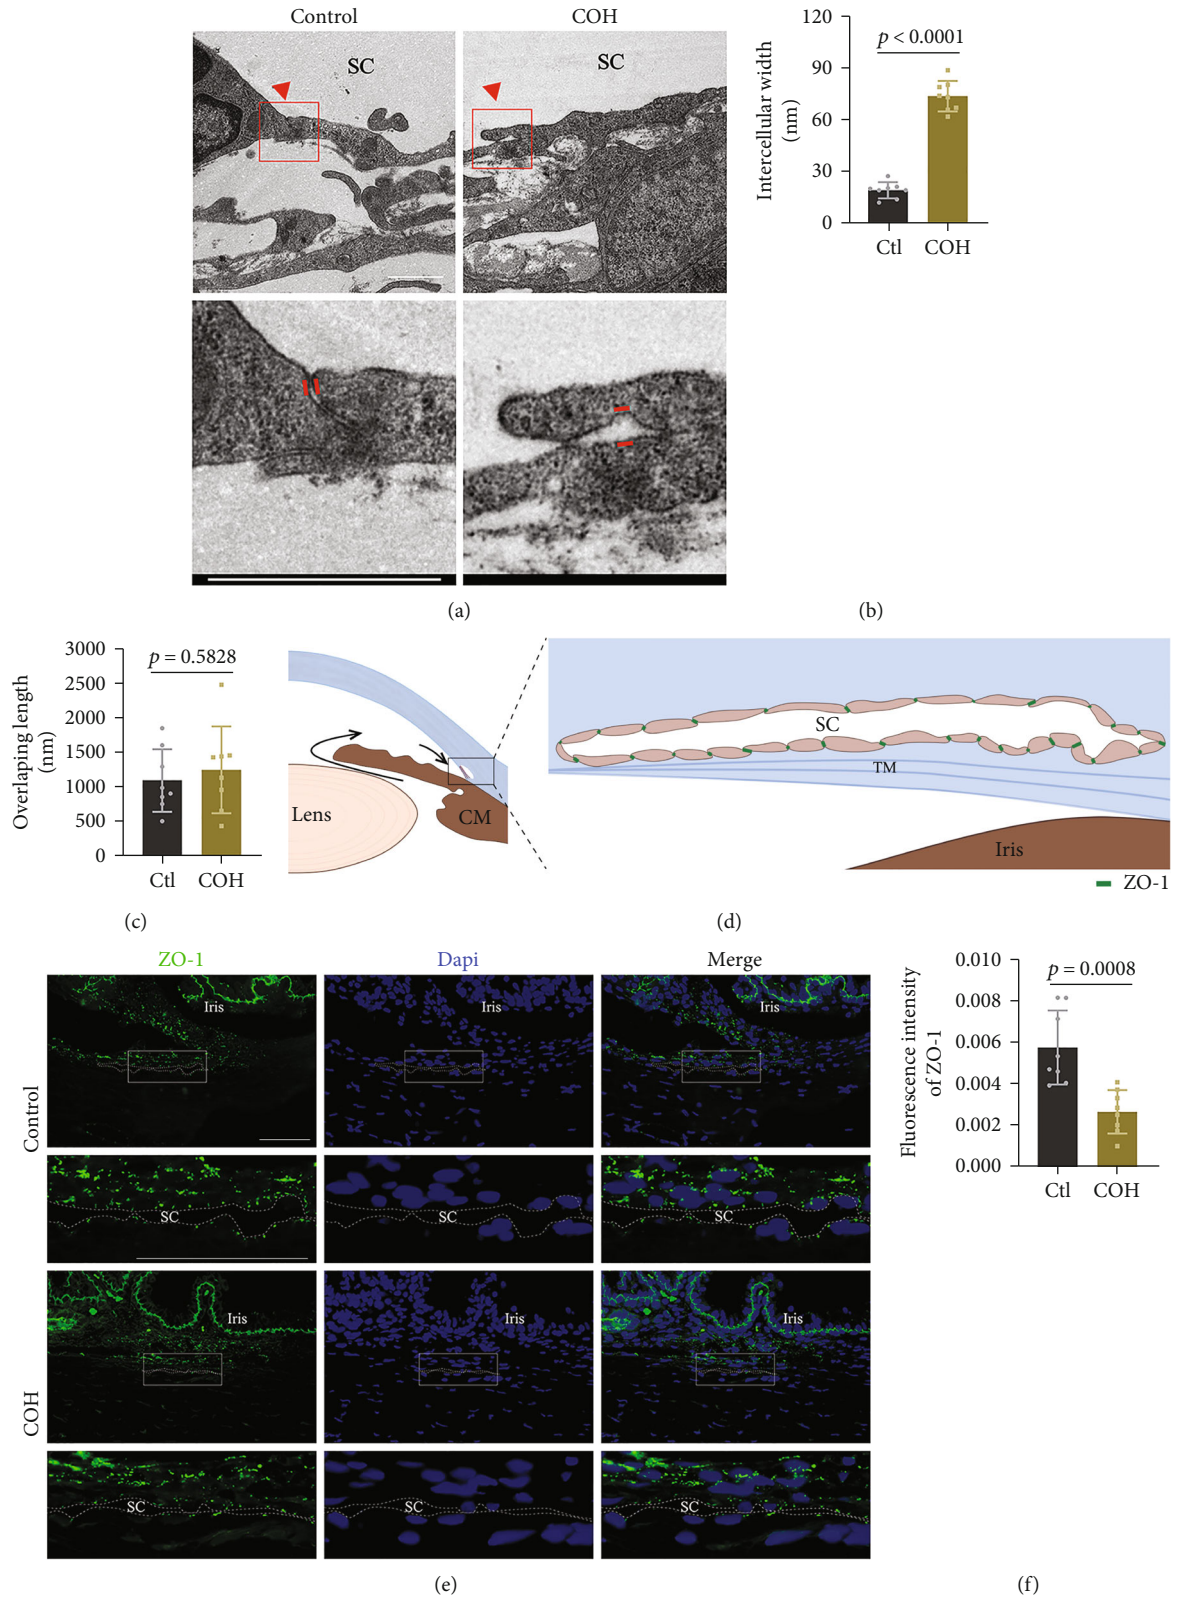 Control
COH
SC
SC
(a)
120
90
60
30
0
Intercellular width
(nm)
p < 0.0001
Ctl
COH
(b)
3000
2500
2000
1500
1000
500
0
Overlaping length
(nm)
p = 0.5828
Ctl
COH
(c)
Lens
CM
SC
TM
Iris
ZO-1
(d)
ZO-1
Dapi
Merge
Control
Iris
Iris
Iris
SC
SC
SC
COH
Iris
Iris
Iris
SC
SC
SC
(e)
0.010
0.008
0.006
0.004
0.002
0.000
Fluorescence intensity
of ZO-1
p = 0.0008
Ctl
COH
(f)